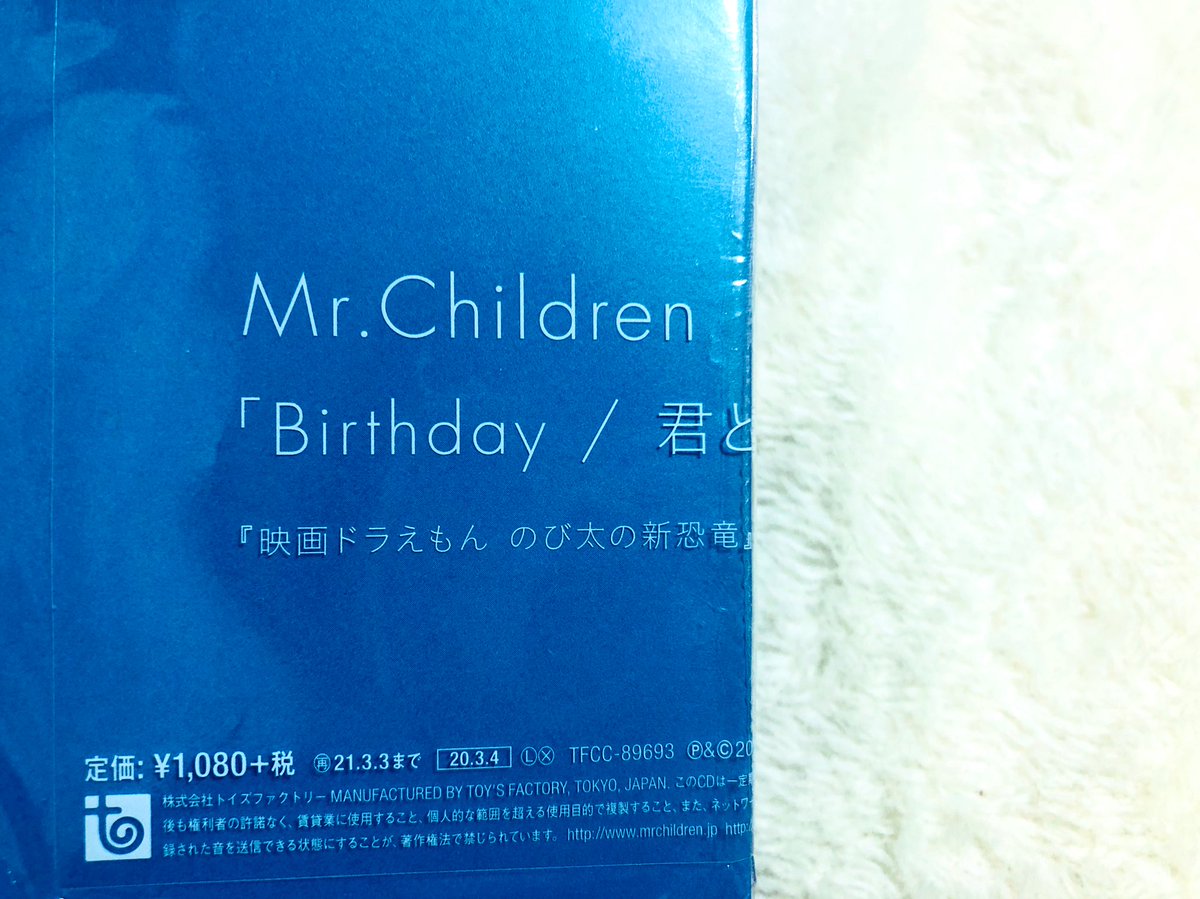 Mr.Children
「Birthday / 君と
『映画ドラえもん のび太の新恐竜』
定価: ¥1,080+税 ㊢21.3.3まで 20.3.4 Ⓛ TFCC-89693 Ⓟ&©20
株式会社トイズファクトリー MANUFACTURED BY TOY'S FACTORY, TOKYO, JAPAN. このCDは一定
後も権利者の許諾なく、賃貸業に使用すること、個人的な範囲を超える使用目的で複製すること、また、ネットワー
録された音を送信できる状態にすることが、著作権法で禁じられています。 http://www.mrchildren.jp http: